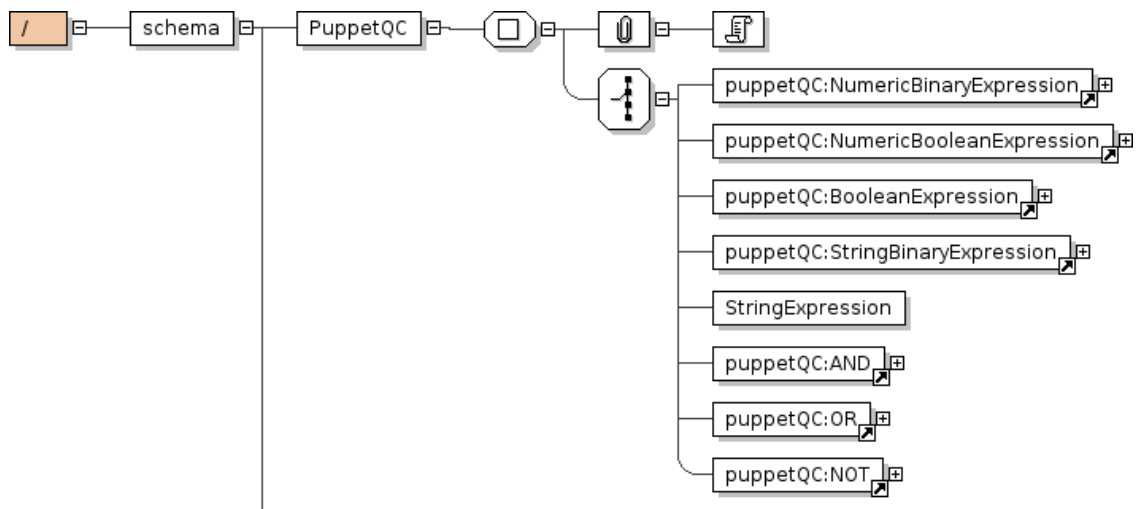 / schema PuppetQC
puppetQC:NumericBinaryExpression
puppetQC:NumericBooleanExpression
puppetQC:BooleanExpression
puppetQC:StringBinaryExpression
StringExpression
puppetQC:AND
puppetQC:OR
puppetQC:NOT